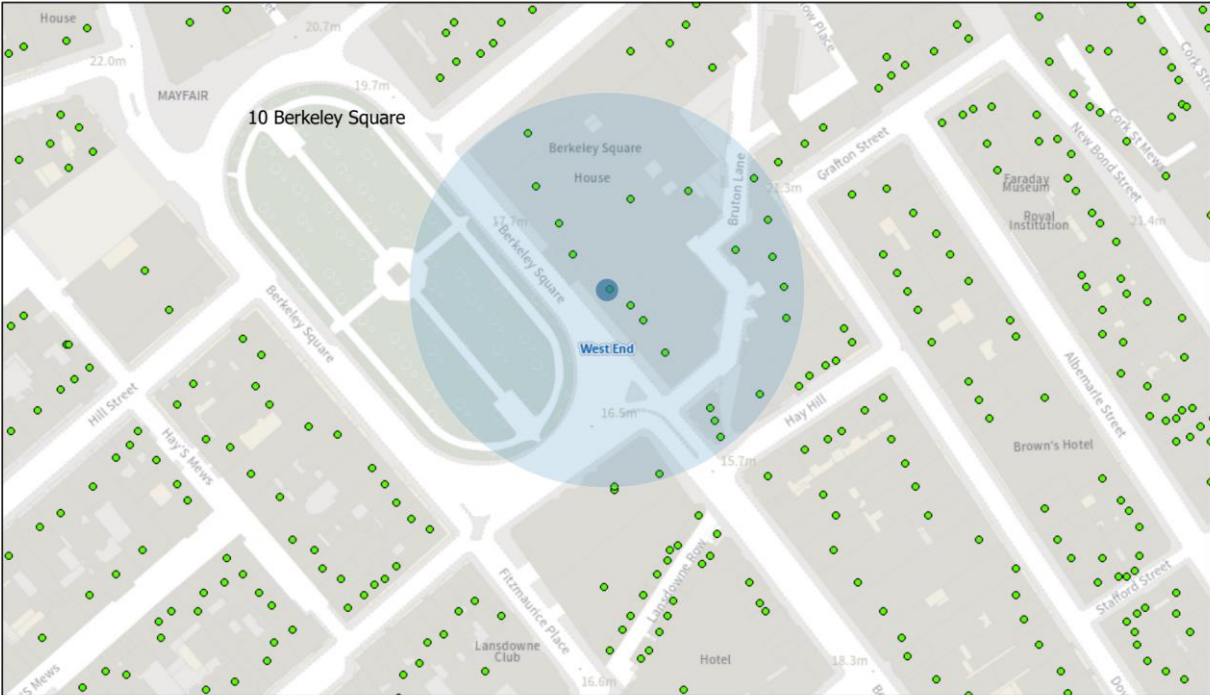 House
20.7m
22.0m
19.7m
MAYFAIR
10 Berkeley Square
Berkeley Square
House
Bruton Lane
21.3m
Grafton Street
New Bond Street
Cork St Mews
Faraday
Museum
Royal
Institution
21.4m
17.7m
Berkeley Square
Berkeley Square
West End
Hill Street
Hay'S Mews
16.5m
Hay Hill
15.7m
Albemarle Street
Brown's Hotel
Stafford Street
Lansdowne Row
Fitzmaurice Place
Lansdowne
Club
Hotel
18.3m
16.6m